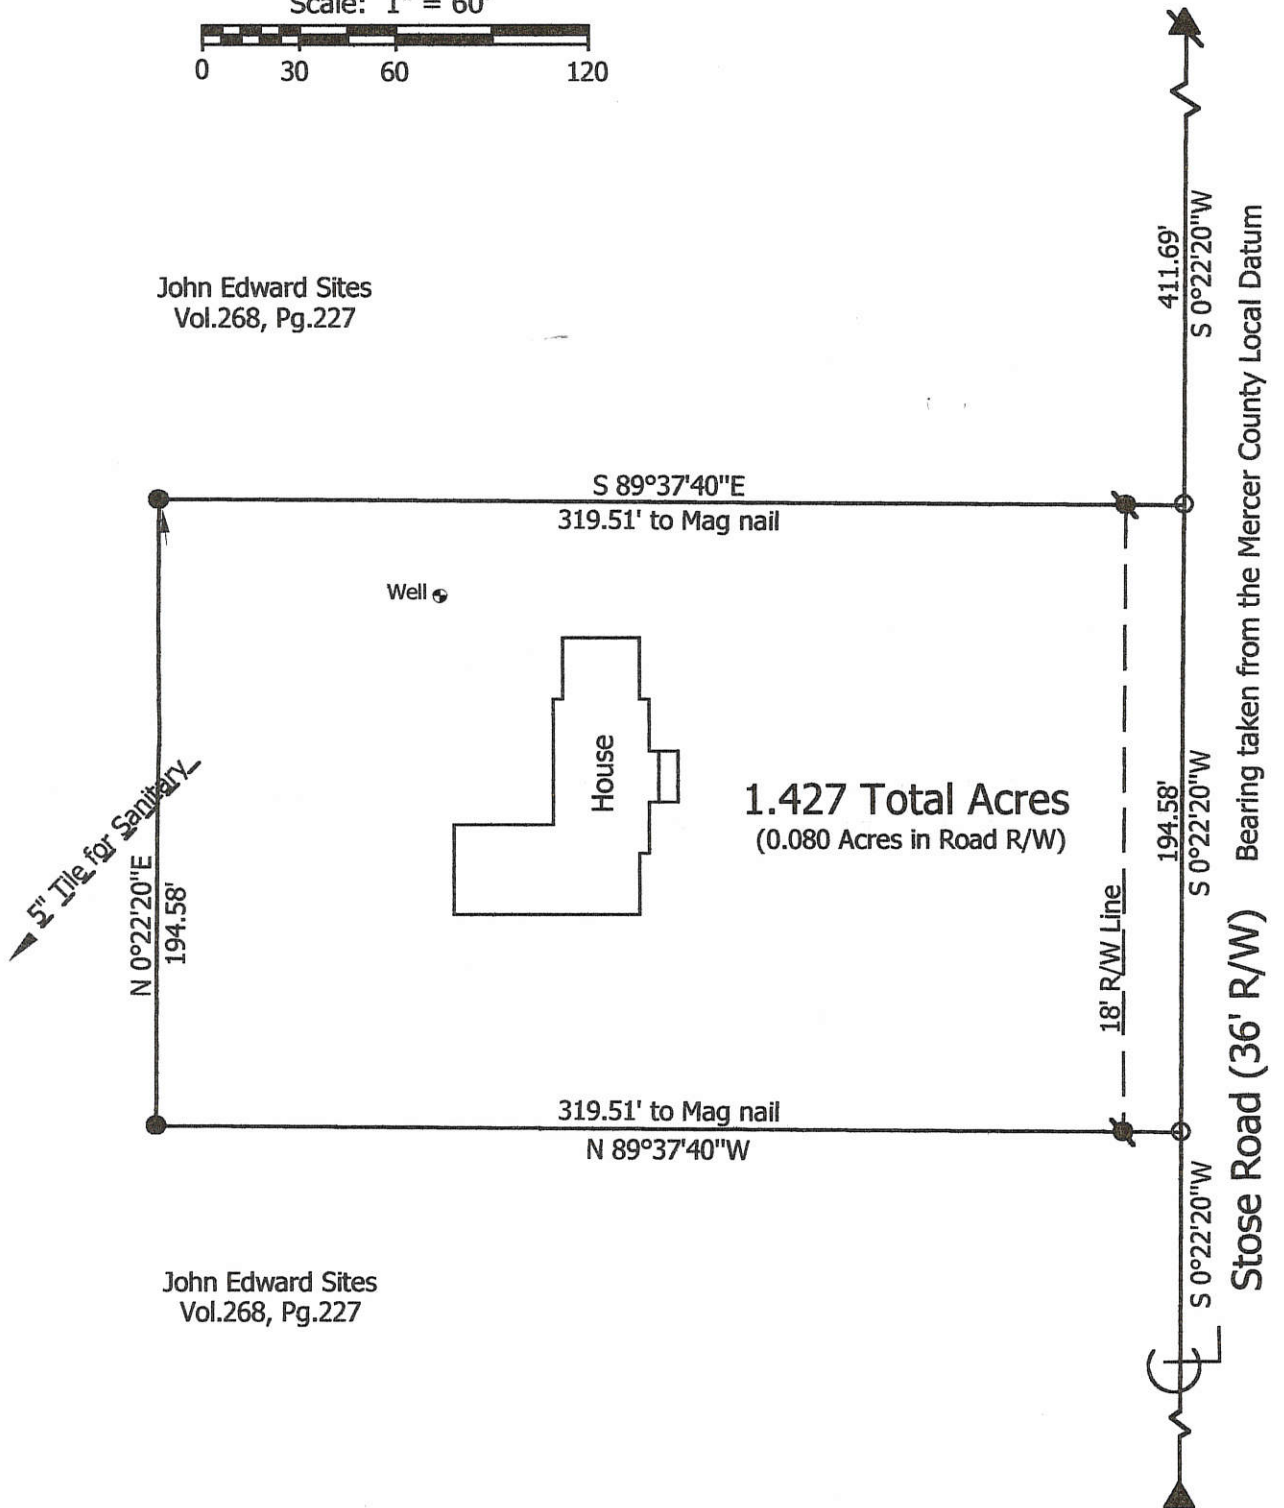 Scale: 1" = 60'
0 30 60 120
411.69'
S 0°22'20"W
Bearing taken from the Mercer County Local Datum
John Edward Sites
Vol.268, Pg.227
S 89°37'40"E
319.51' to Mag nail
Well
House
1.427 Total Acres
(0.080 Acres in Road R/W)
194.58'
S 0°22'20"W
5" Tile for Sanitary
N 0°22'20"E
194.58'
18' R/W Line
Stose Road (36' R/W)
319.51' to Mag nail
N 89°37'40"W
S 0°22'20"W
John Edward Sites
Vol.268, Pg.227